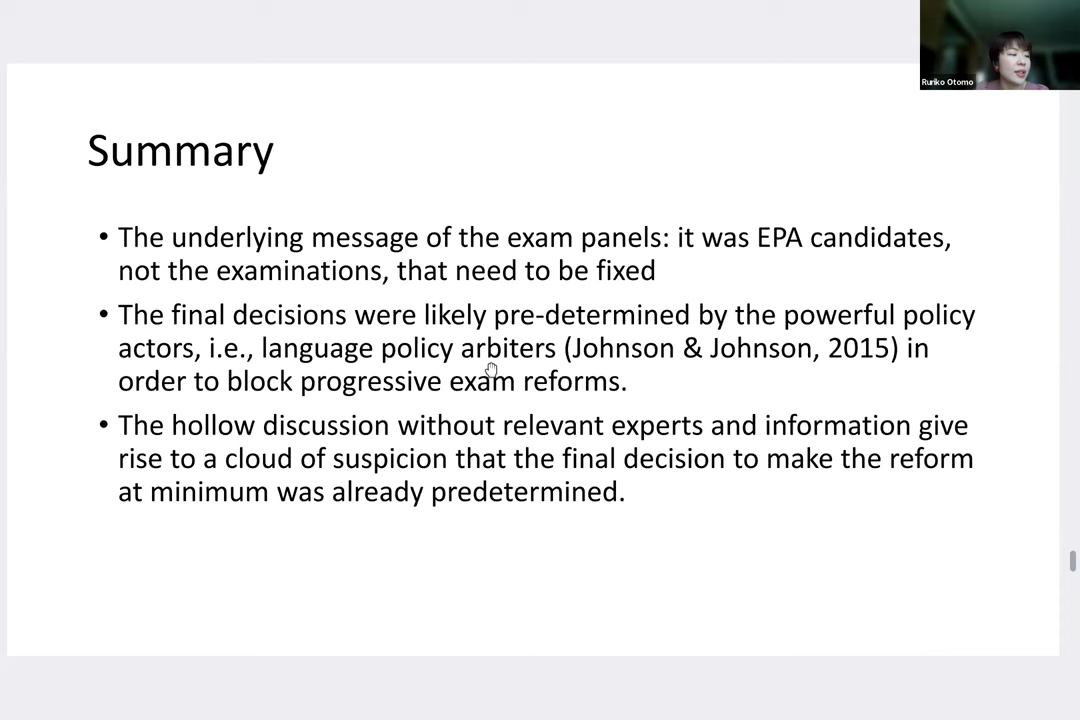 Ruriko Otomo
Summary
• The underlying message of the exam panels: it was EPA candidates,
not the examinations, that need to be fixed
• The final decisions were likely pre-determined by the powerful policy
actors, i.e., language policy arbiters (Johnson & Johnson, 2015) in
order to block progressive exam reforms.
• The hollow discussion without relevant experts and information give
rise to a cloud of suspicion that the final decision to make the reform
at minimum was already predetermined.